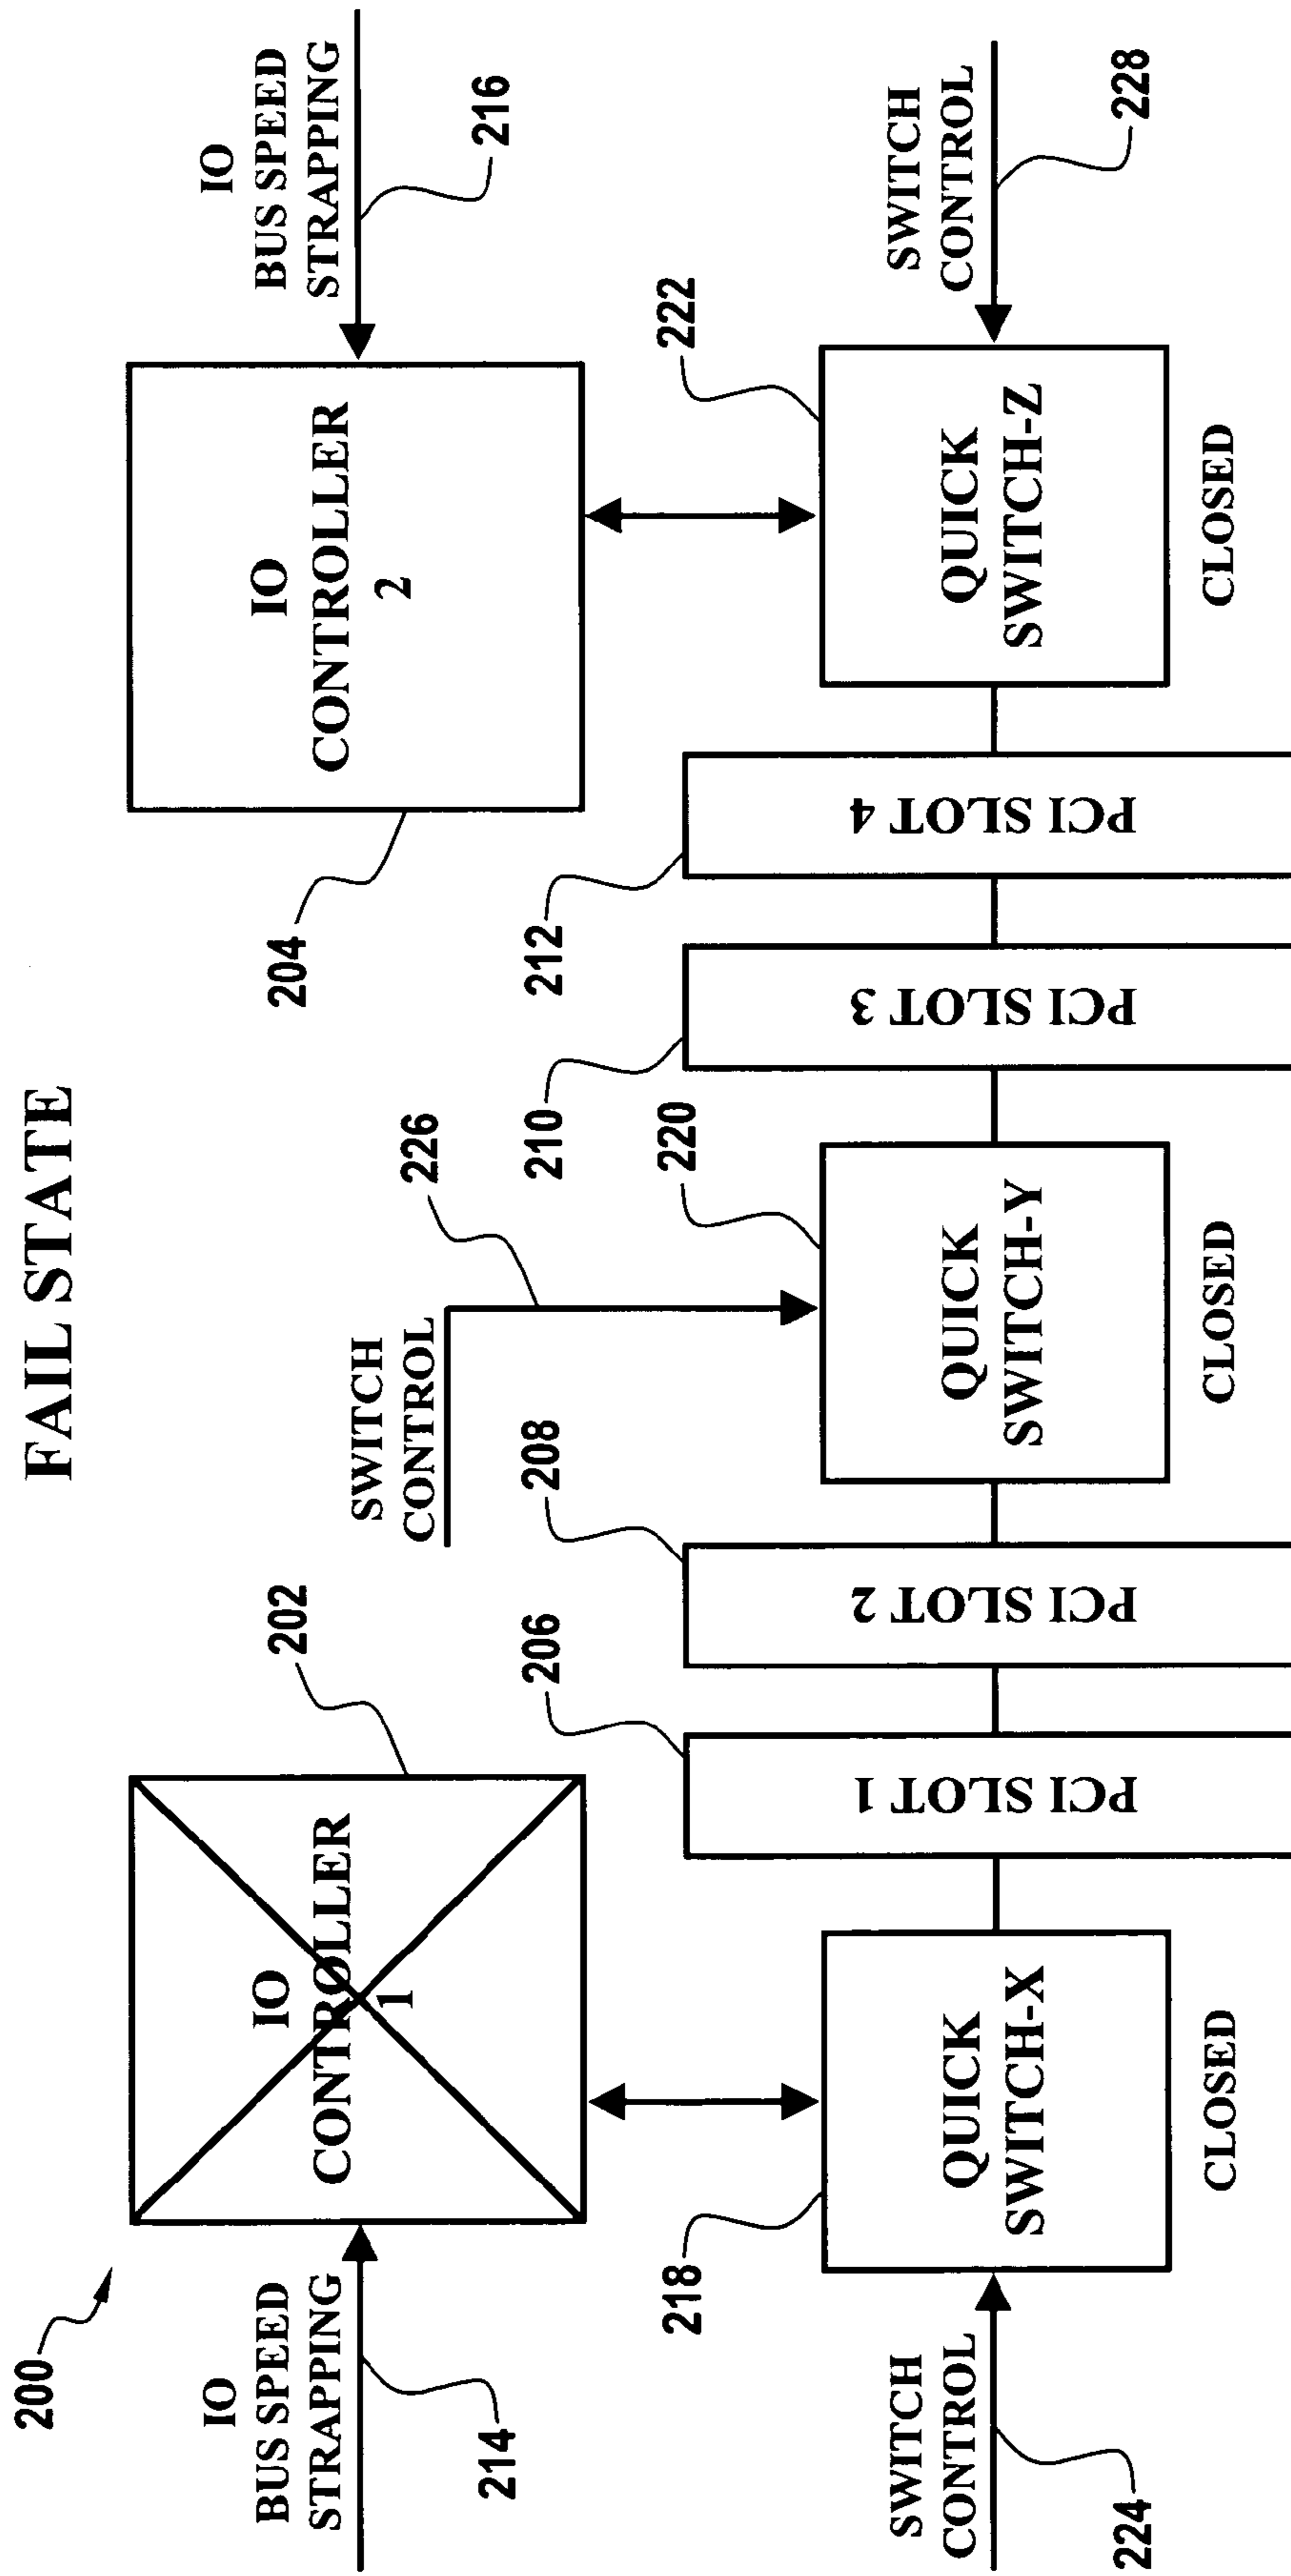 FAIL STATE
200
IO
BUS SPEED
STRAPPING
214
IO
CONTROLLER
1
202
SWITCH
CONTROL
226
IO
CONTROLLER
2
204
IO
BUS SPEED
STRAPPING
216
218
206
208
220
210
212
222
SWITCH
CONTROL
224
QUICK
SWITCH-X
CLOSED
PCI SLOT 1
PCI SLOT 2
QUICK
SWITCH-Y
CLOSED
PCI SLOT 3
PCI SLOT 4
QUICK
SWITCH-Z
CLOSED
SWITCH
CONTROL
228